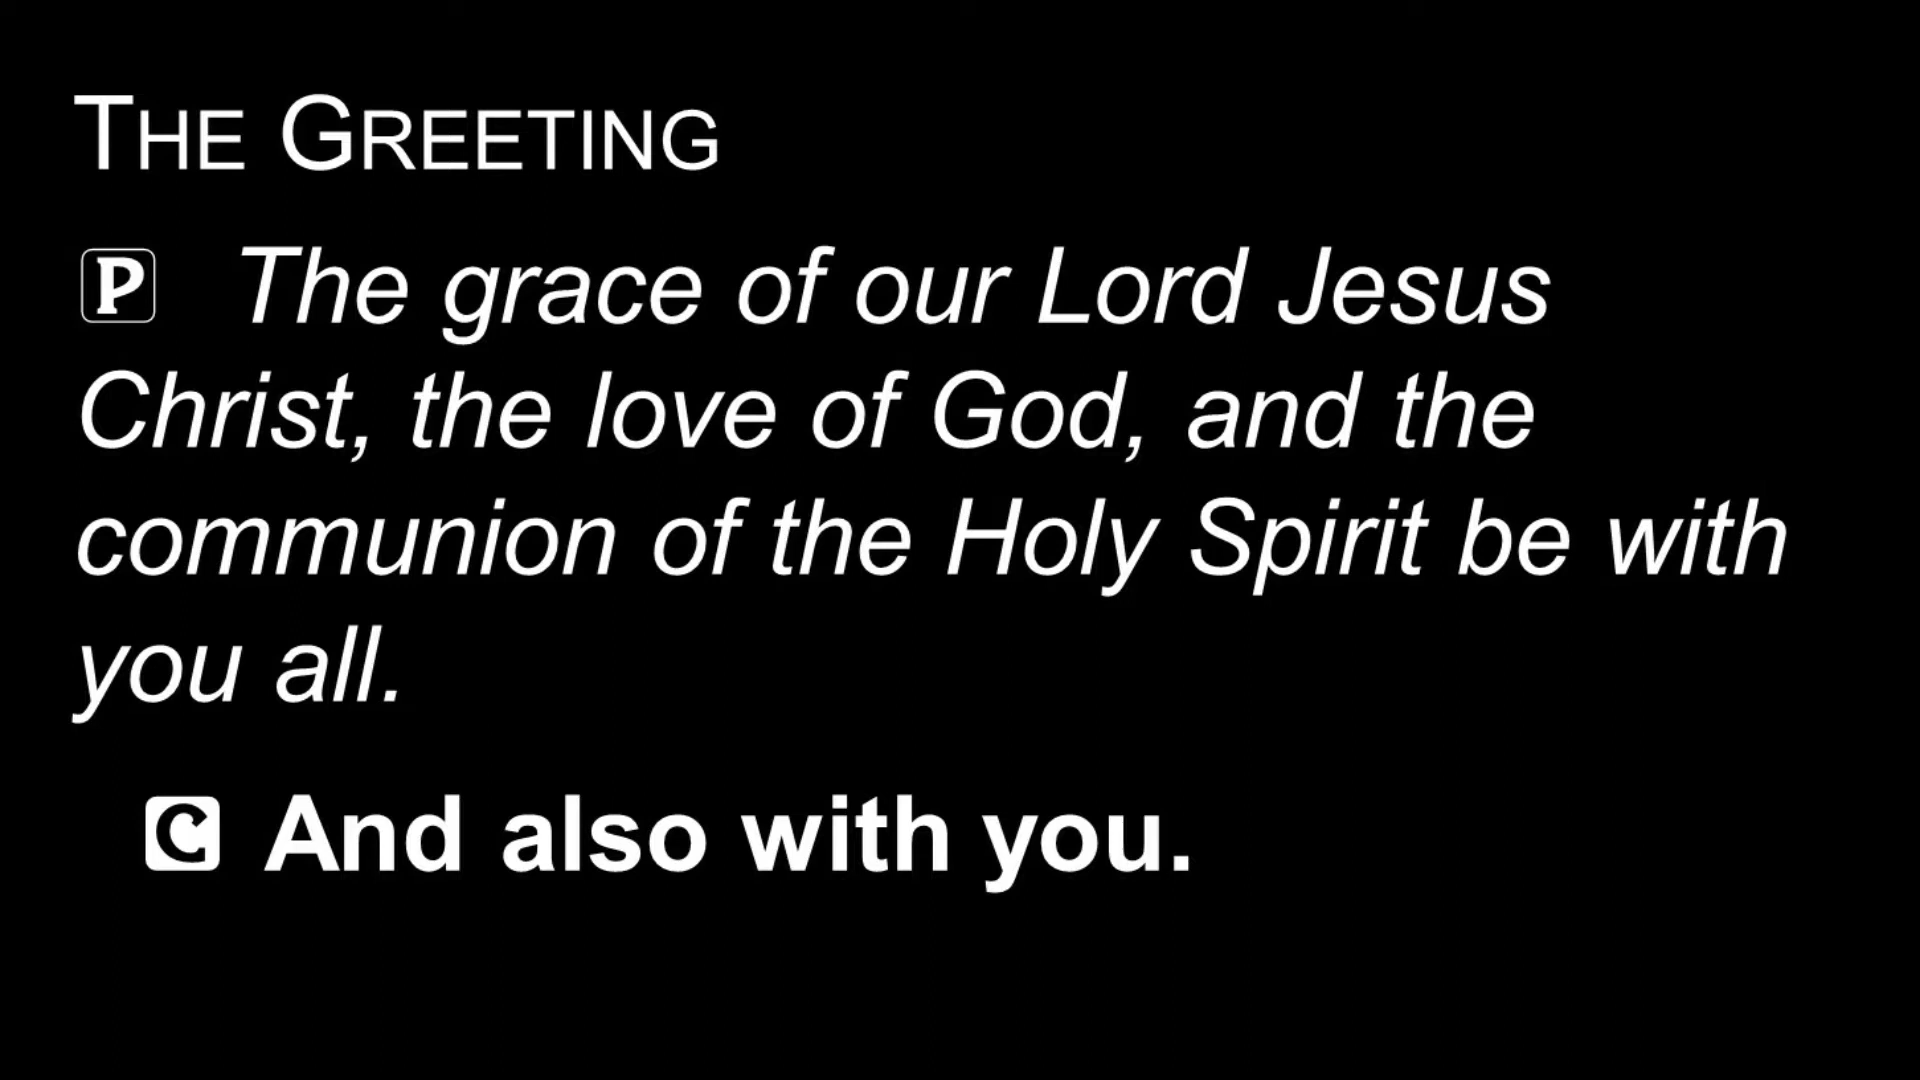 THE GREETING
P The grace of our Lord Jesus
Christ, the love of God, and the
communion of the Holy Spirit be with
you all.
C And also with you.